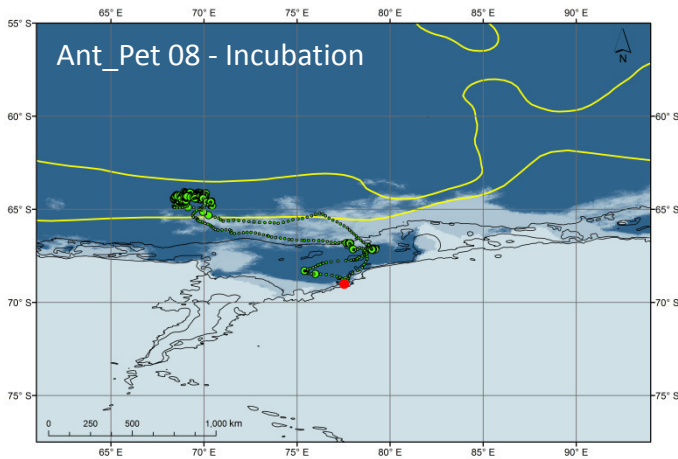 65° E 70° E 75° E 80° E 85° E 90° E
55° S
Ant_Pet 08 - Incubation
N
60° S 60° S
65° S 65° S
70° S 70° S
75° S 75° S
0 250 500 1,000 km
65° E 70° E 75° E 80° E 85° E 90° E